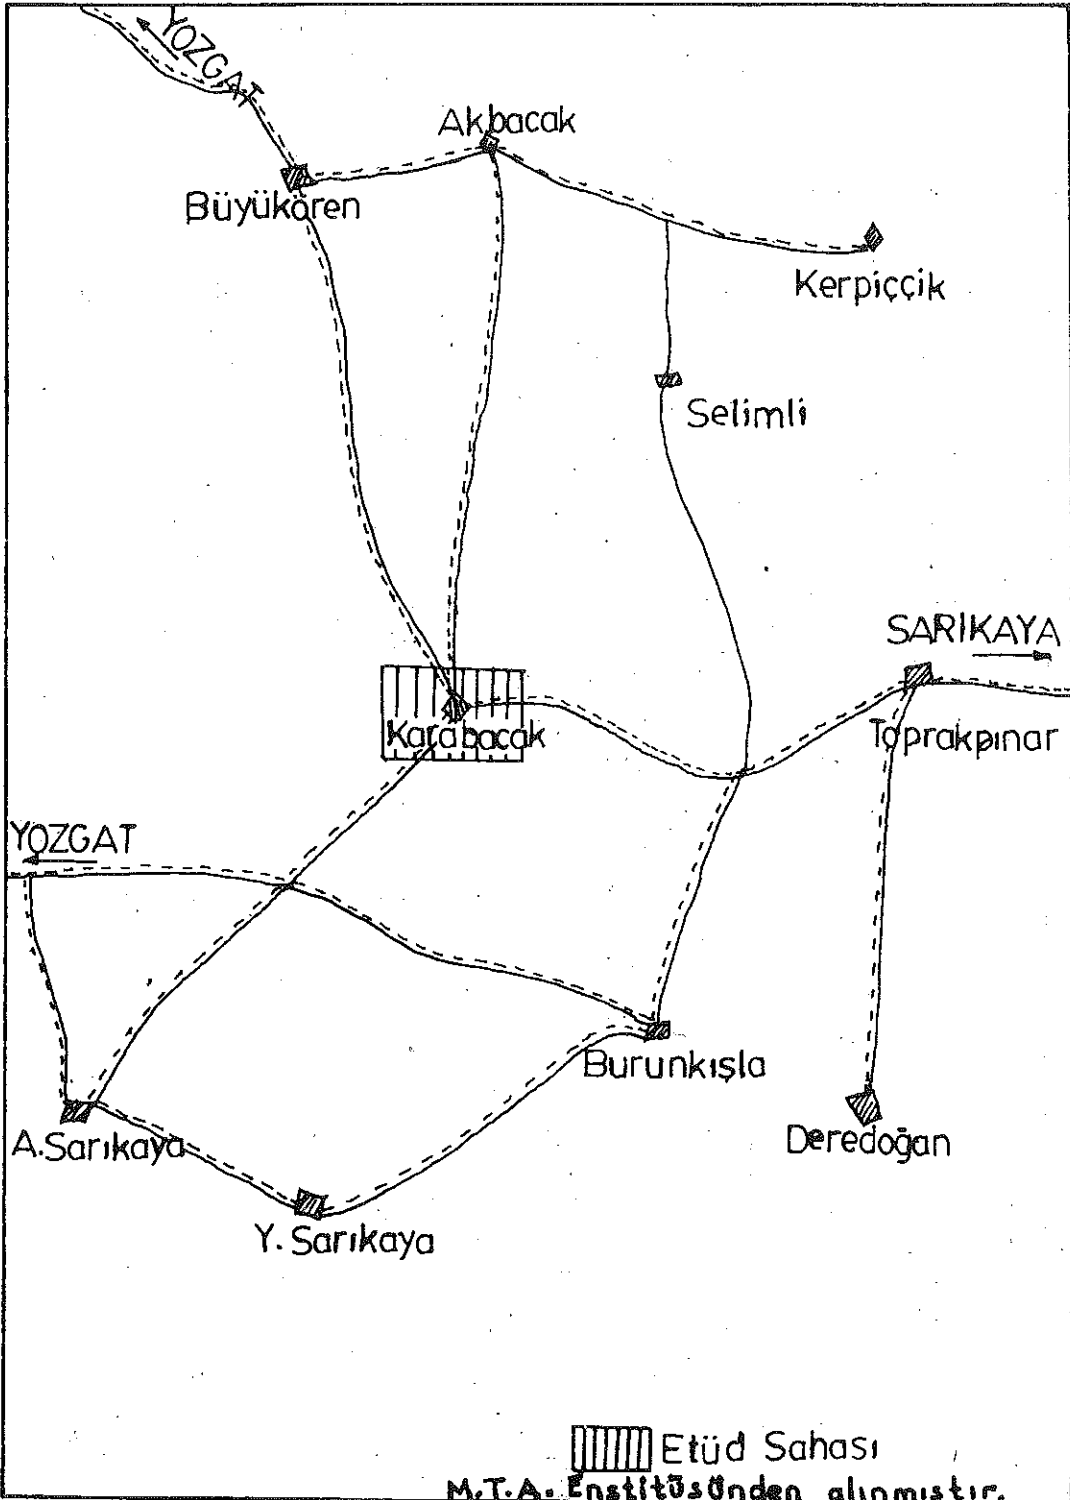 YOZGAT
Akbacak
Büyükören
Kerpiççik
Selimli
SARIKAYA
Toprakpınar
Karabacak
YOZGAT
Burunkışla
A.Sarıkaya
Deredoğan
Y. Sarıkaya
Etüd Sahası
M.T.A. Enstitüsünden alınmıştır.